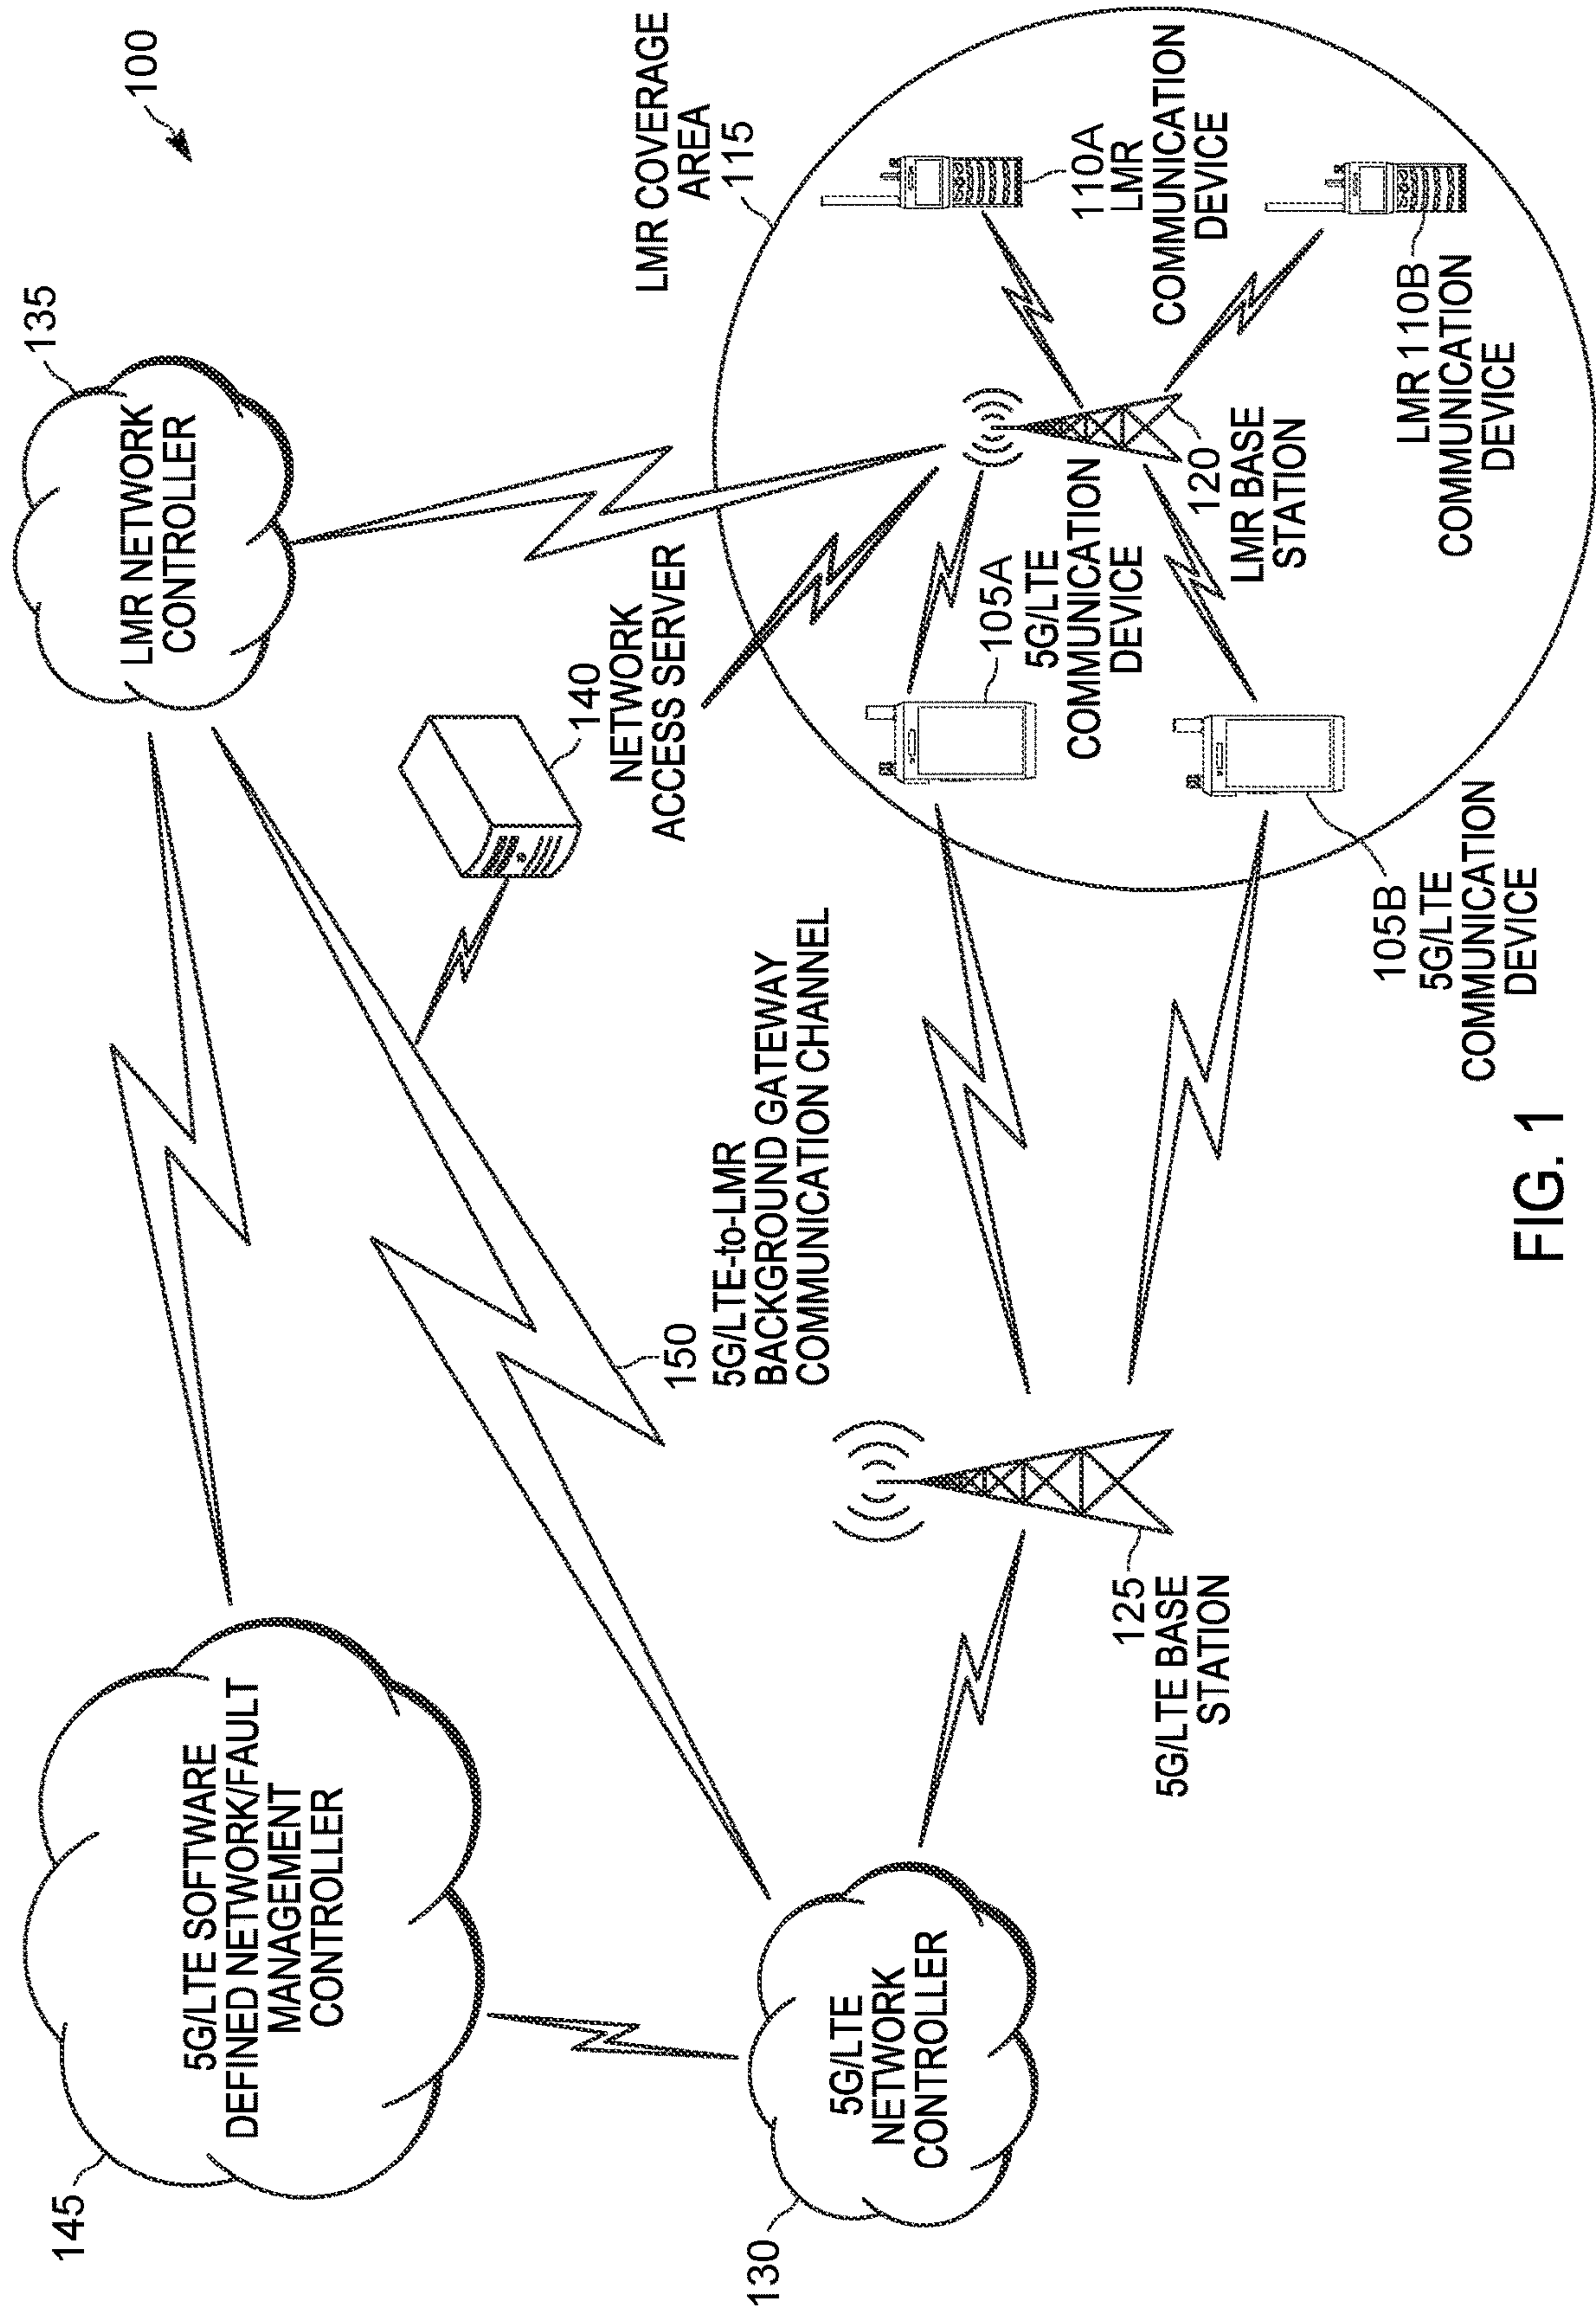 100
145
5G/LTE SOFTWARE
DEFINED NETWORK/FAULT
MANAGEMENT
CONTROLLER
135
LMR NETWORK
CONTROLLER
140
NETWORK
ACCESS SERVER
150
5G/LTE-to-LMR
BACKGROUND GATEWAY
COMMUNICATION CHANNEL
130
5G/LTE
NETWORK
CONTROLLER
125
5G/LTE BASE
STATION
LMR COVERAGE
AREA
115
105A
5G/LTE
COMMUNICATION
DEVICE
110A
LMR
COMMUNICATION
DEVICE
120
LMR BASE
STATION
105B
5G/LTE
COMMUNICATION
DEVICE
LMR 110B
COMMUNICATION
DEVICE
FIG. 1